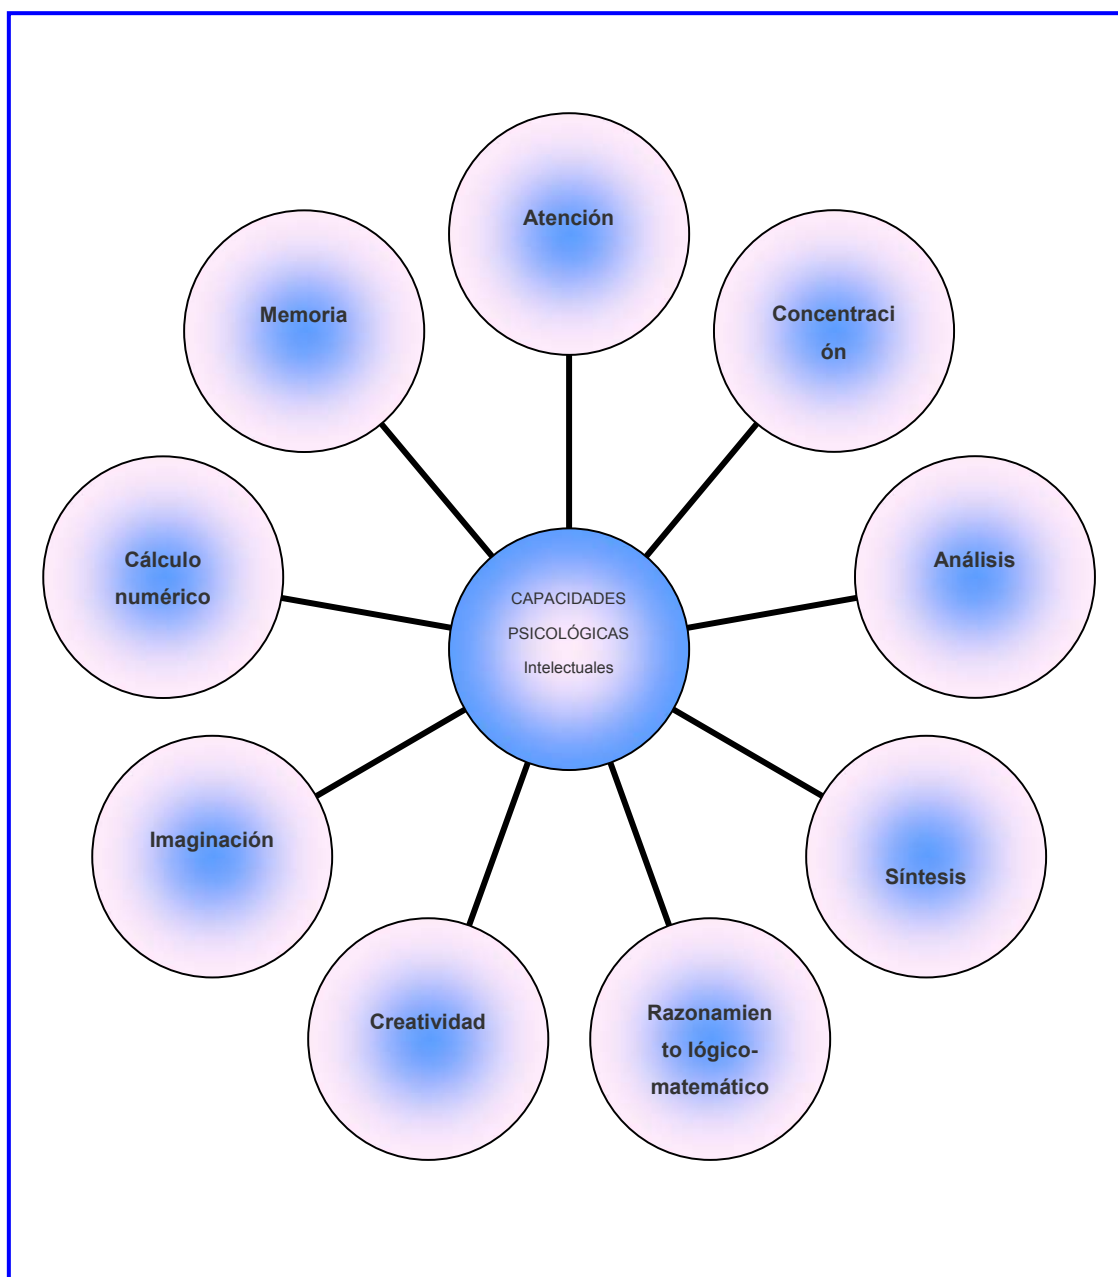 Atención
Memoria
Concentraci
ón
Cálculo
numérico
Análisis
CAPACIDADES
PSICOLÓGICAS
Intelectuales
Imaginación
Síntesis
Creatividad
Razonamien
to lógico-
matemático